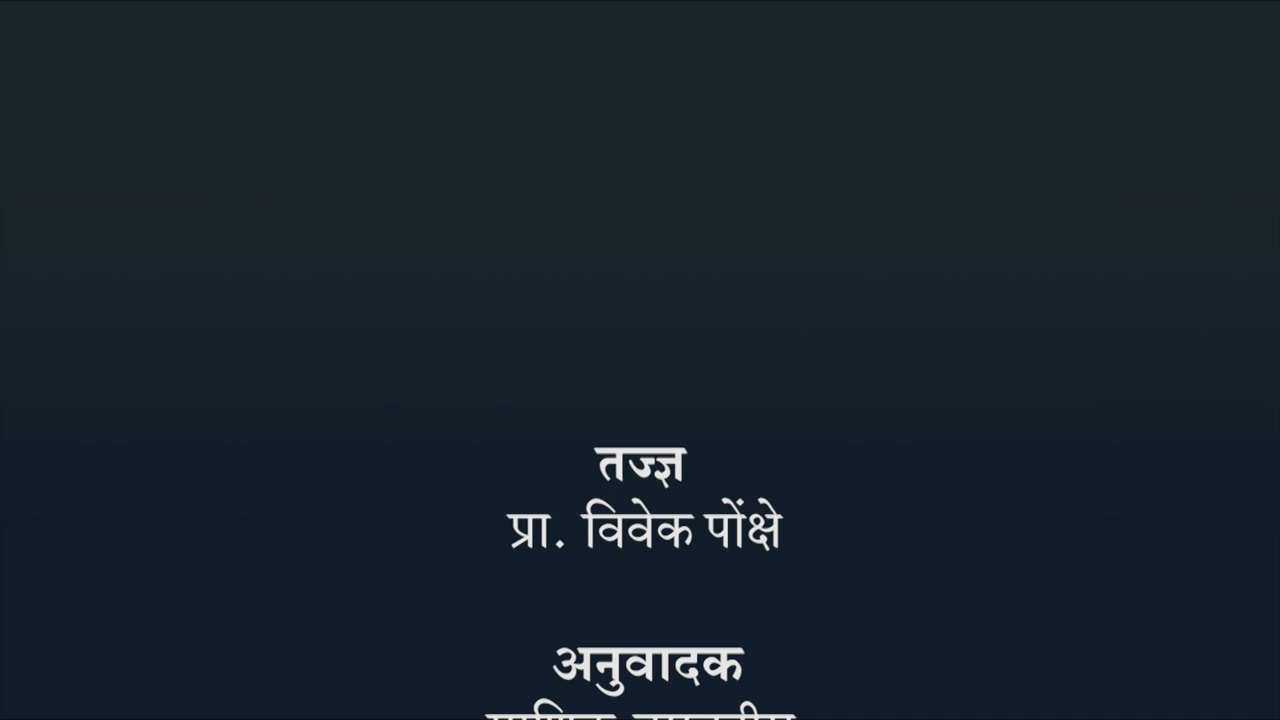 तज्ज्ञ
प्रा. विवेक पोंक्षे
अनुवादक